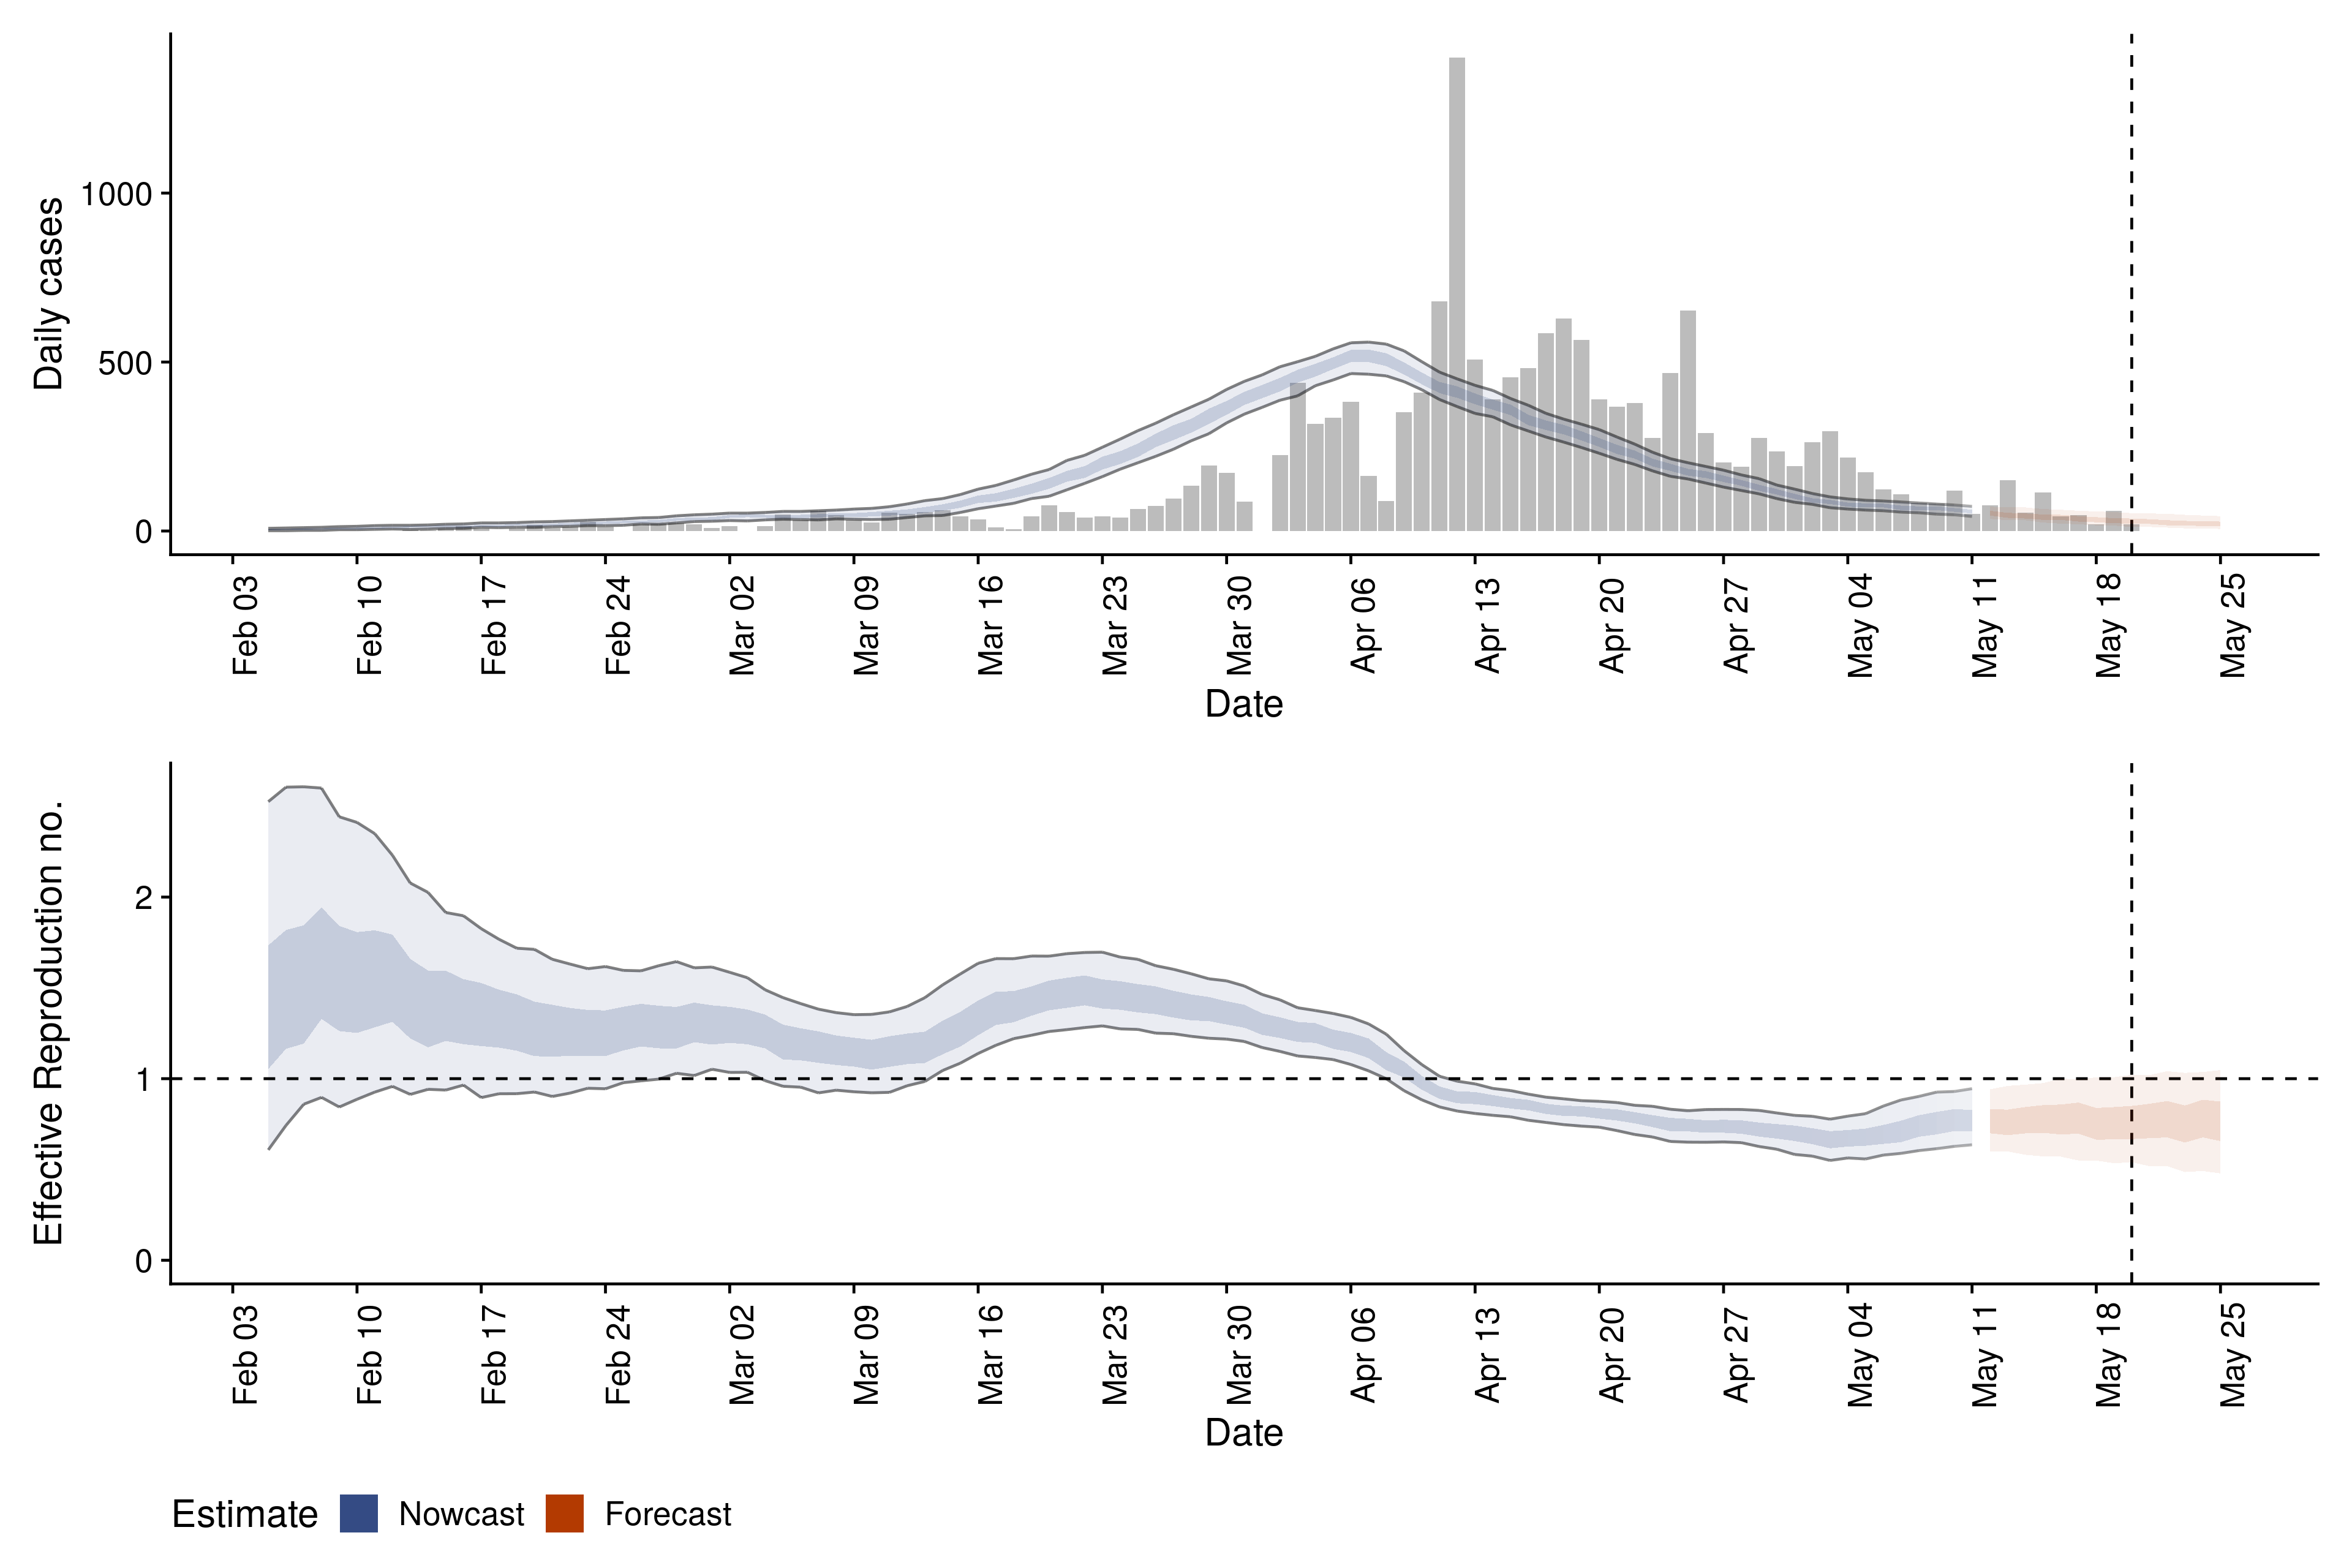 Daily cases
1000
500
0
Feb 03
Feb 10
Feb 17
Feb 24
Mar 02
Mar 09
Mar 16
Mar 23
Mar 30
Apr 06
Apr 13
Apr 20
Apr 27
May 04
May 11
May 18
May 25
Date
Effective Reproduction no.
2
1
0
Feb 03
Feb 10
Feb 17
Feb 24
Mar 02
Mar 09
Mar 16
Mar 23
Mar 30
Apr 06
Apr 13
Apr 20
Apr 27
May 04
May 11
May 18
May 25
Date
Estimate Nowcast Forecast